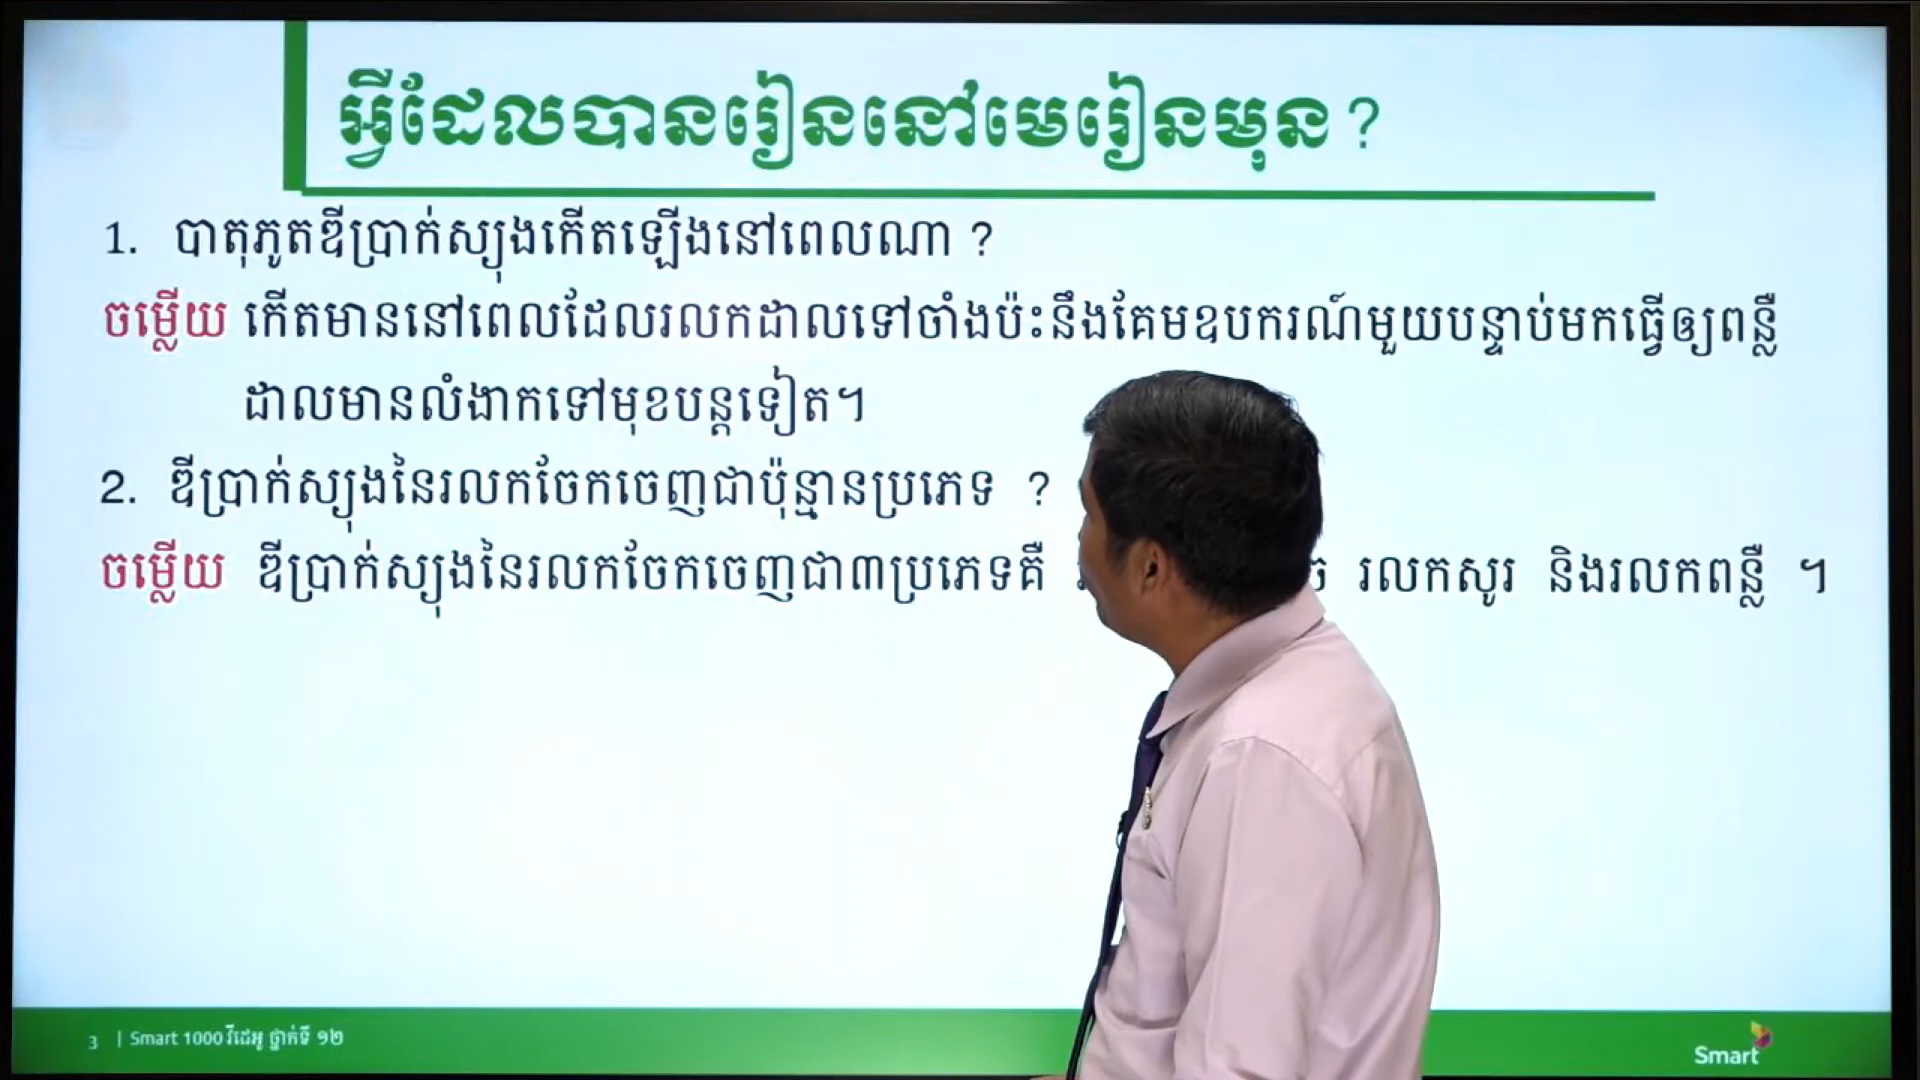 អ្វីដែលបានរៀននៅមេរៀនមុន?
1. បាតុភូតឌីប្រាក់ស្យុងកើតឡើងនៅពេលណា ?
ចម្លើយ កើតមាននៅពេលដែលរលកដាលទៅចាំងប៉ះនឹងគែមឧបករណ៍មួយបន្ទាប់មកធ្វើឲ្យពន្លឺ
ដាលមានលំងាកទៅមុខបន្តទៀត។
2. ឌីប្រាក់ស្យុងនៃរលកចែកចេញជាប៉ុន្មានប្រភេទ ?
ចម្លើយ ឌីប្រាក់ស្យុងនៃរលកចែកចេញជា៣ប្រភេទគឺ រលកសូរ និងរលកពន្លឺ ។
3 | Smart 1000 វីដេអូ ថ្នាក់ទី ១២
Smart